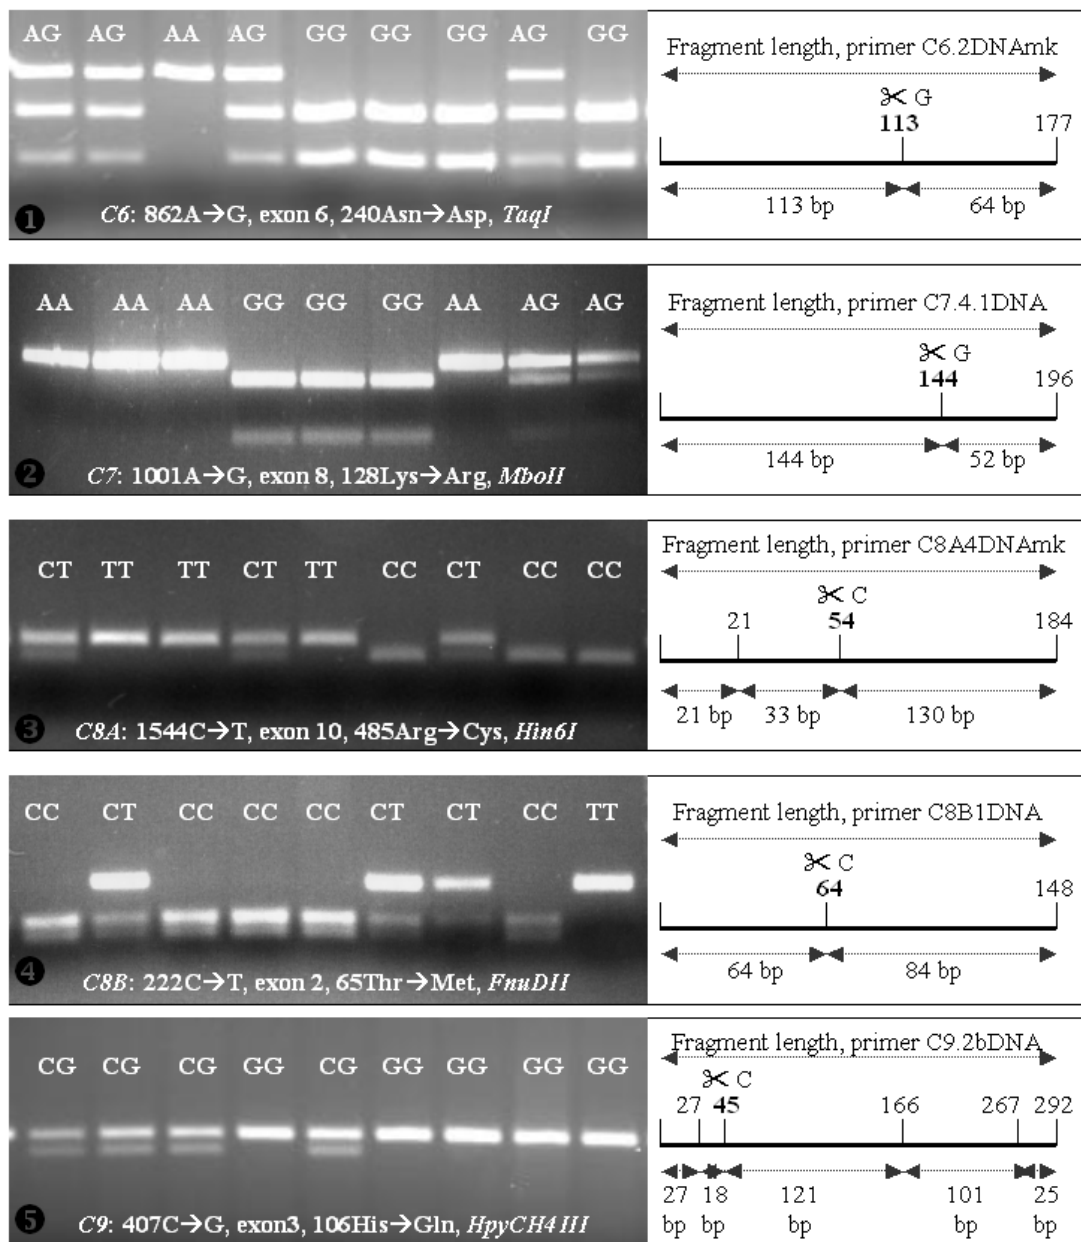 AG AG AA AG GG GG GG AG GG
❶ C6: 862A→G, exon 6, 240Asn→Asp, TaqI
Fragment length, primer C6.2DNAmk
G
113 177
113 bp 64 bp
AA AA AA GG GG GG AA AG AG
❷ C7: 1001A→G, exon 8, 128Lys→Arg, MboII
Fragment length, primer C7.4.1DNA
G
144 196
144 bp 52 bp
CT TT TT CT TT CC CT CC CC
❸ C8A: 1544C→T, exon 10, 485Arg→Cys, Hin6I
Fragment length, primer C8A4DNAmk
C
21 54 184
21 bp 33 bp 130 bp
CC CT CC CC CC CT CT CC TT
❹ C8B: 222C→T, exon 2, 65Thr→Met, FnuDII
Fragment length, primer C8B1DNA
C
64 148
64 bp 84 bp
CG CG CG GG CG GG GG GG GG
❺ C9: 407C→G, exon3, 106His→Gln, HpyCH4III
Fragment length, primer C9.2bDNA
C
27 45 166 267 292
27 18 121 101 25
bp bp bp bp bp